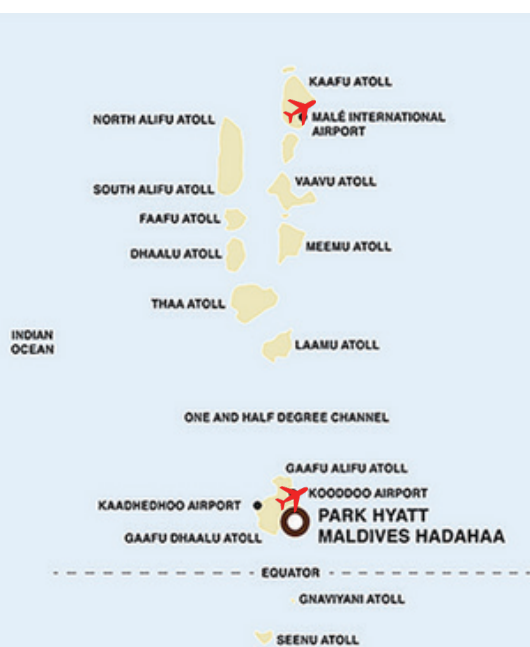 KAAFU ATOLL
NORTH ALIFU ATOLL
MALÉ INTERNATIONAL
AIRPORT
SOUTH ALIFU ATOLL
VAAVU ATOLL
FAAFU ATOLL
DHAALU ATOLL
MEEMU ATOLL
THAA ATOLL
INDIAN
OCEAN
LAAMU ATOLL
ONE AND HALF DEGREE CHANNEL
GAAFU ALIFU ATOLL
KOODDOO AIRPORT
KAADHEDHOO AIRPORT
PARK HYATT
MALDIVES HADAHAA
GAAFU DHAALU ATOLL
EQUATOR
GNAVIYANI ATOLL
SEENU ATOLL